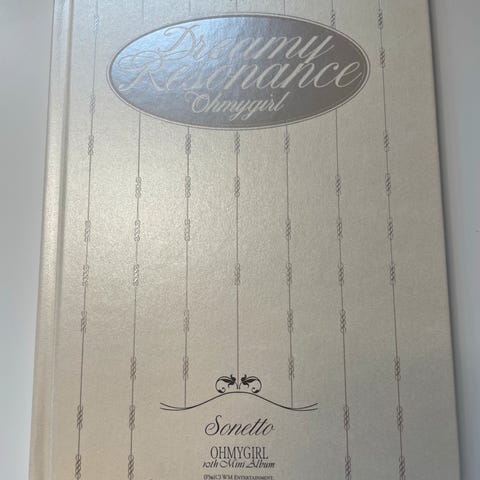 Dreamy
Resonance
Ohmygirl
Sonetto
OHMYGIRL
10th Mini Album
(P)&(C) WM ENTERTAINMENT